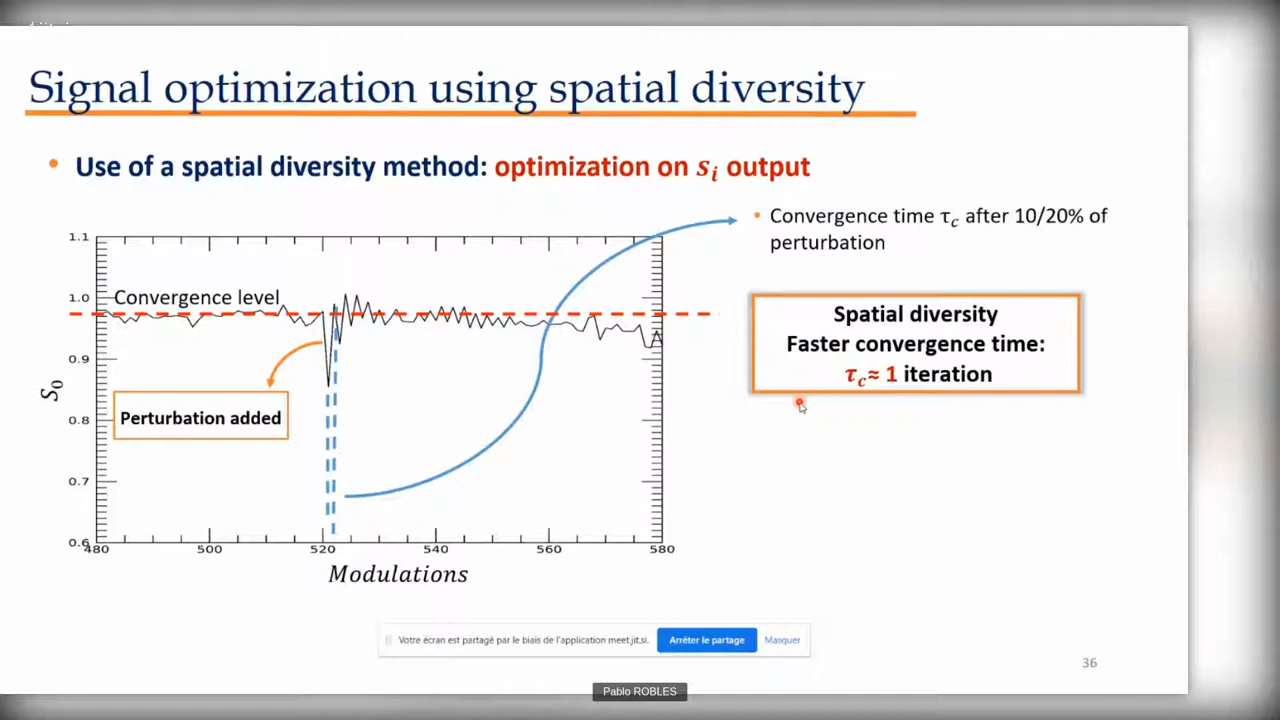 Signal optimization using spatial diversity
• Use of a spatial diversity method: optimization on sᵢ output
• Convergence time τ_c after 10/20% of
perturbation
1.1
1.0
0.9
0.8
0.7
0.6
S₀
Convergence level
Perturbation added
480 500 520 540 560 580
Modulations
Spatial diversity
Faster convergence time:
τ_c≈ 1 iteration
Votre écran est partagé par le biais de l'application meet.jit.si.
Arrêter le partage
Masquer
36
Pablo ROBLES